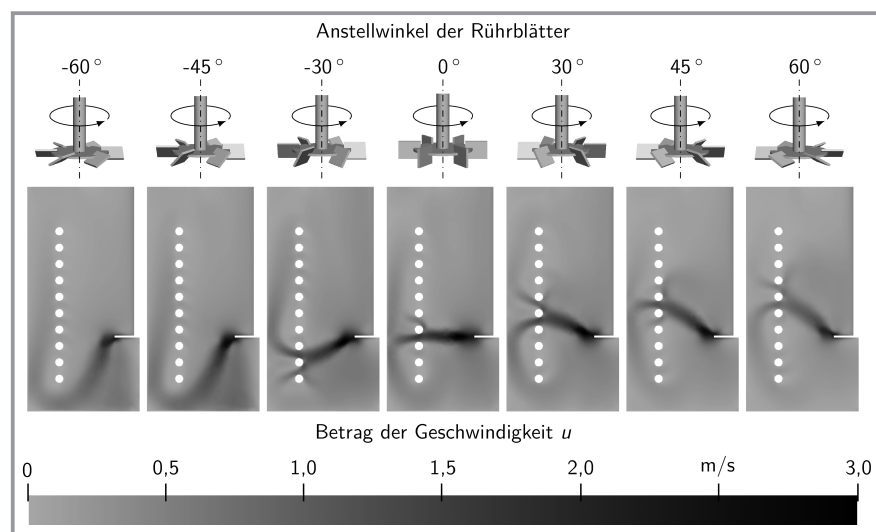 Anstellwinkel der Rührblätter
-60° -45° -30° 0° 30° 45° 60°
Betrag der Geschwindigkeit u
0 0,5 1,0 1,5 2,0 m/s 3,0